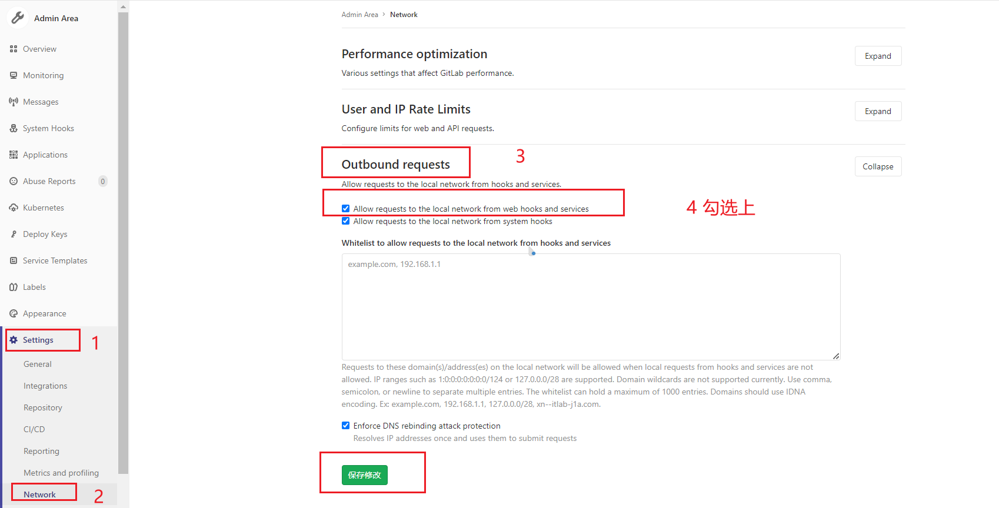 Admin Area
Overview
Monitoring
Messages
System Hooks
Applications
Abuse Reports 0
Kubernetes
Deploy Keys
Service Templates
Labels
Appearance
Settings 1
General
Integrations
Repository
CI/CD
Reporting
Metrics and profiling
Network 2
Admin Area > Network
Performance optimization
Expand
Various settings that affect GitLab performance.
User and IP Rate Limits
Expand
Configure limits for web and API requests.
Outbound requests 3
Collapse
Allow requests to the local network from hooks and services.
Allow requests to the local network from web hooks and services
4 勾选上
Allow requests to the local network from system hooks
Whitelist to allow requests to the local network from hooks and services
example.com, 192.168.1.1
Requests to these domain(s)/address(es) on the local network will be allowed when local requests from hooks and services are not
allowed. IP ranges such as 1:0:0:0:0:0:0:0/124 or 127.0.0.0/28 are supported. Domain wildcards are not supported currently. Use comma,
semicolon, or newline to separate multiple entries. The whitelist can hold a maximum of 1000 entries. Domains should use IDNA
encoding. Ex: example.com, 192.168.1.1, 127.0.0.0/28, xn--itlab-j1a.com.
Enforce DNS rebinding attack protection
Resolves IP addresses once and uses them to submit requests
保存修改